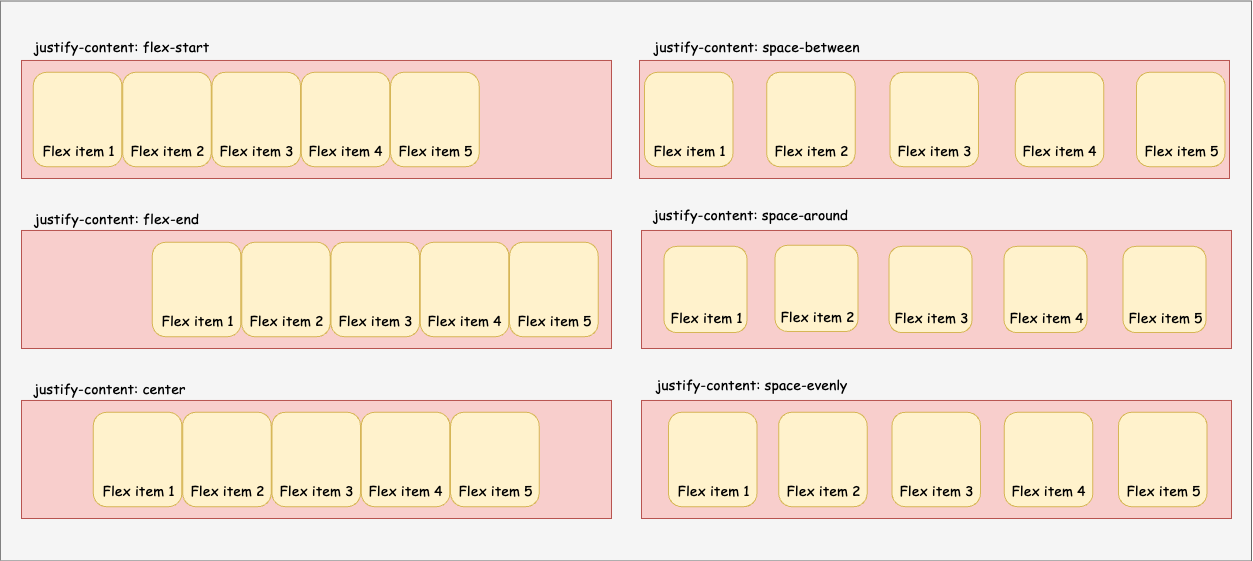 justify-content: flex-start
Flex item 1 Flex item 2 Flex item 3 Flex item 4 Flex item 5
justify-content: flex-end
Flex item 1 Flex item 2 Flex item 3 Flex item 4 Flex item 5
justify-content: center
Flex item 1 Flex item 2 Flex item 3 Flex item 4 Flex item 5
justify-content: space-between
Flex item 1 Flex item 2 Flex item 3 Flex item 4 Flex item 5
justify-content: space-around
Flex item 1 Flex item 2 Flex item 3 Flex item 4 Flex item 5
justify-content: space-evenly
Flex item 1 Flex item 2 Flex item 3 Flex item 4 Flex item 5